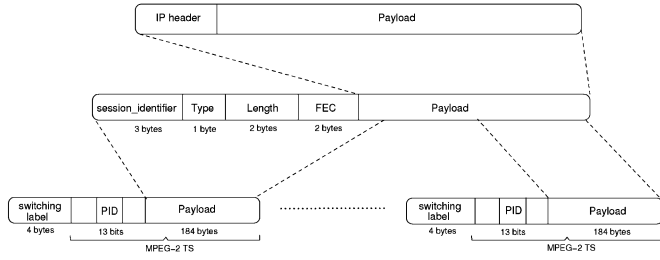 IP header Payload
session_identifier Type Length FEC Payload
3 bytes 1 byte 2 bytes 2 bytes
switching label PID Payload switching label PID Payload
4 bytes 13 bits 184 bytes 4 bytes 13 bits 184 bytes
MPEG-2 TS MPEG-2 TS